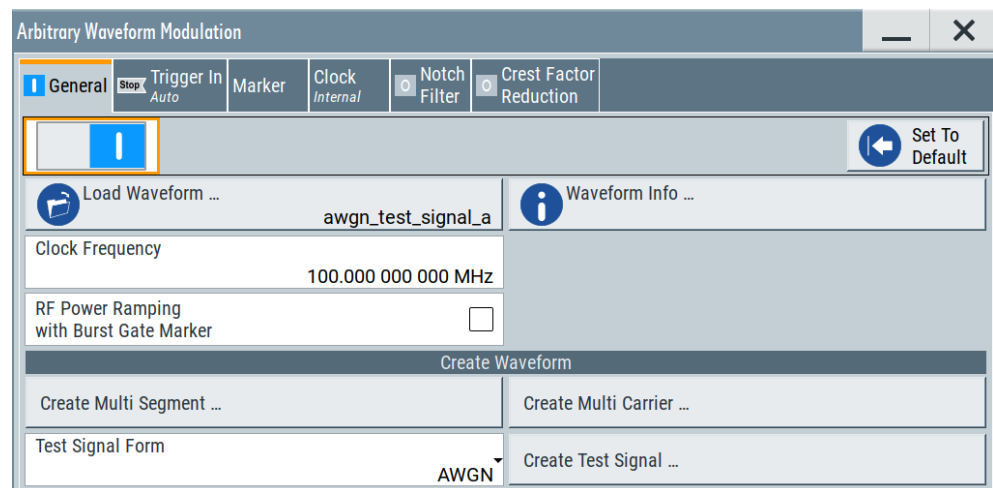 Arbitrary Waveform Modulation
General
Stop
Trigger In
Auto
Marker
Clock
Internal
Notch
Filter
Crest Factor
Reduction
Set To
Default
Load Waveform ...
awgn_test_signal_a
Waveform Info ...
Clock Frequency
100.000 000 000 MHz
RF Power Ramping
with Burst Gate Marker
Create Waveform
Create Multi Segment ...
Create Multi Carrier ...
Test Signal Form
AWGN
Create Test Signal ...